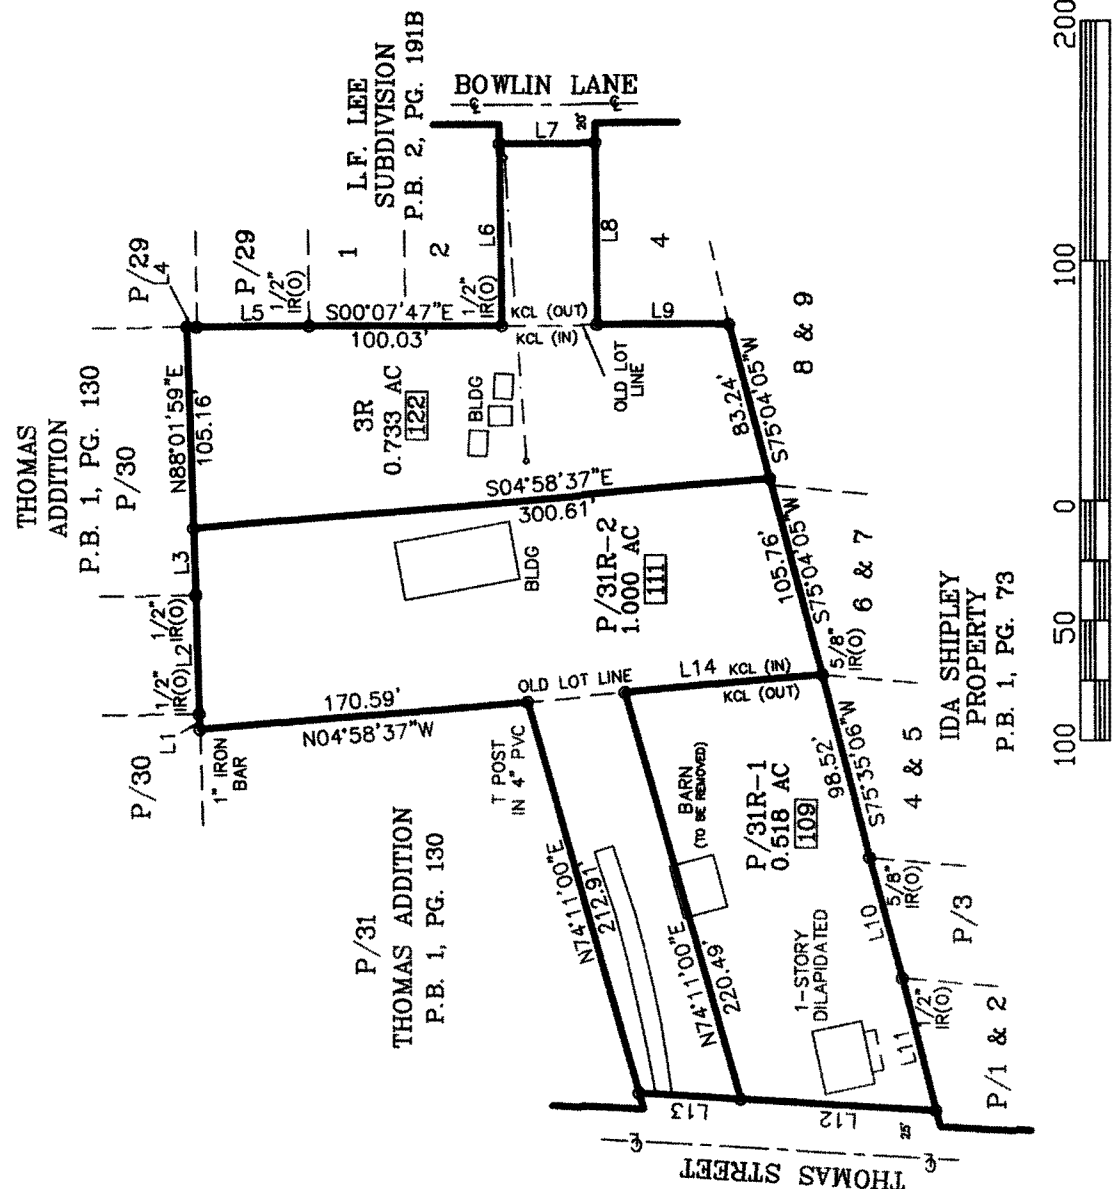 200
100
0
50
100
BOWLIN LANE
℄
℄
L7
20'
L.F. LEE
SUBDIVISION
P.B. 2, PG. 191B
1
2
4
L6
L8
1/2"
IR(O)
KCL (OUT)
KCL (IN)
OLD LOT
LINE
L9
P/29
L4
P/29
L5
1/2"
IR(O)
S00°07'47"E
100.03'
THOMAS
ADDITION
P.B. 1, PG. 130
P/30
N88°01'59"E
105.16'
3R
0.733 AC
122
BLDG
83.24'
S75°04'05"W
8 & 9
S04°58'37"E
300.61'
L3
1/2"
IR(O)
L2
1/2"
IR(O)
L1
P/30
1" IRON
BAR
BLDG
P/31R-2
1.000 AC
111
105.76'
S75°04'05"W
6 & 7
5/8"
IR(O)
IDA SHIPLEY
PROPERTY
P.B. 1, PG. 73
OLD LOT LINE
L14
KCL (IN)
KCL (OUT)
170.59'
N04°58'37"W
T POST
IN 4" PVC
P/31
THOMAS ADDITION
P.B. 1, PG. 130
N74°11'00"E
212.91'
BARN
(TO BE REMOVED)
P/31R-1
0.518 AC
109
98.52'
S75°35'06"W
4 & 5
N74°11'00"E
220.49'
1-STORY
DILAPIDATED
L10
5/8"
IR(O)
P/3
L11
1/2"
IR(O)
P/1 & 2
L13
L12
25'
℄
℄
THOMAS STREET